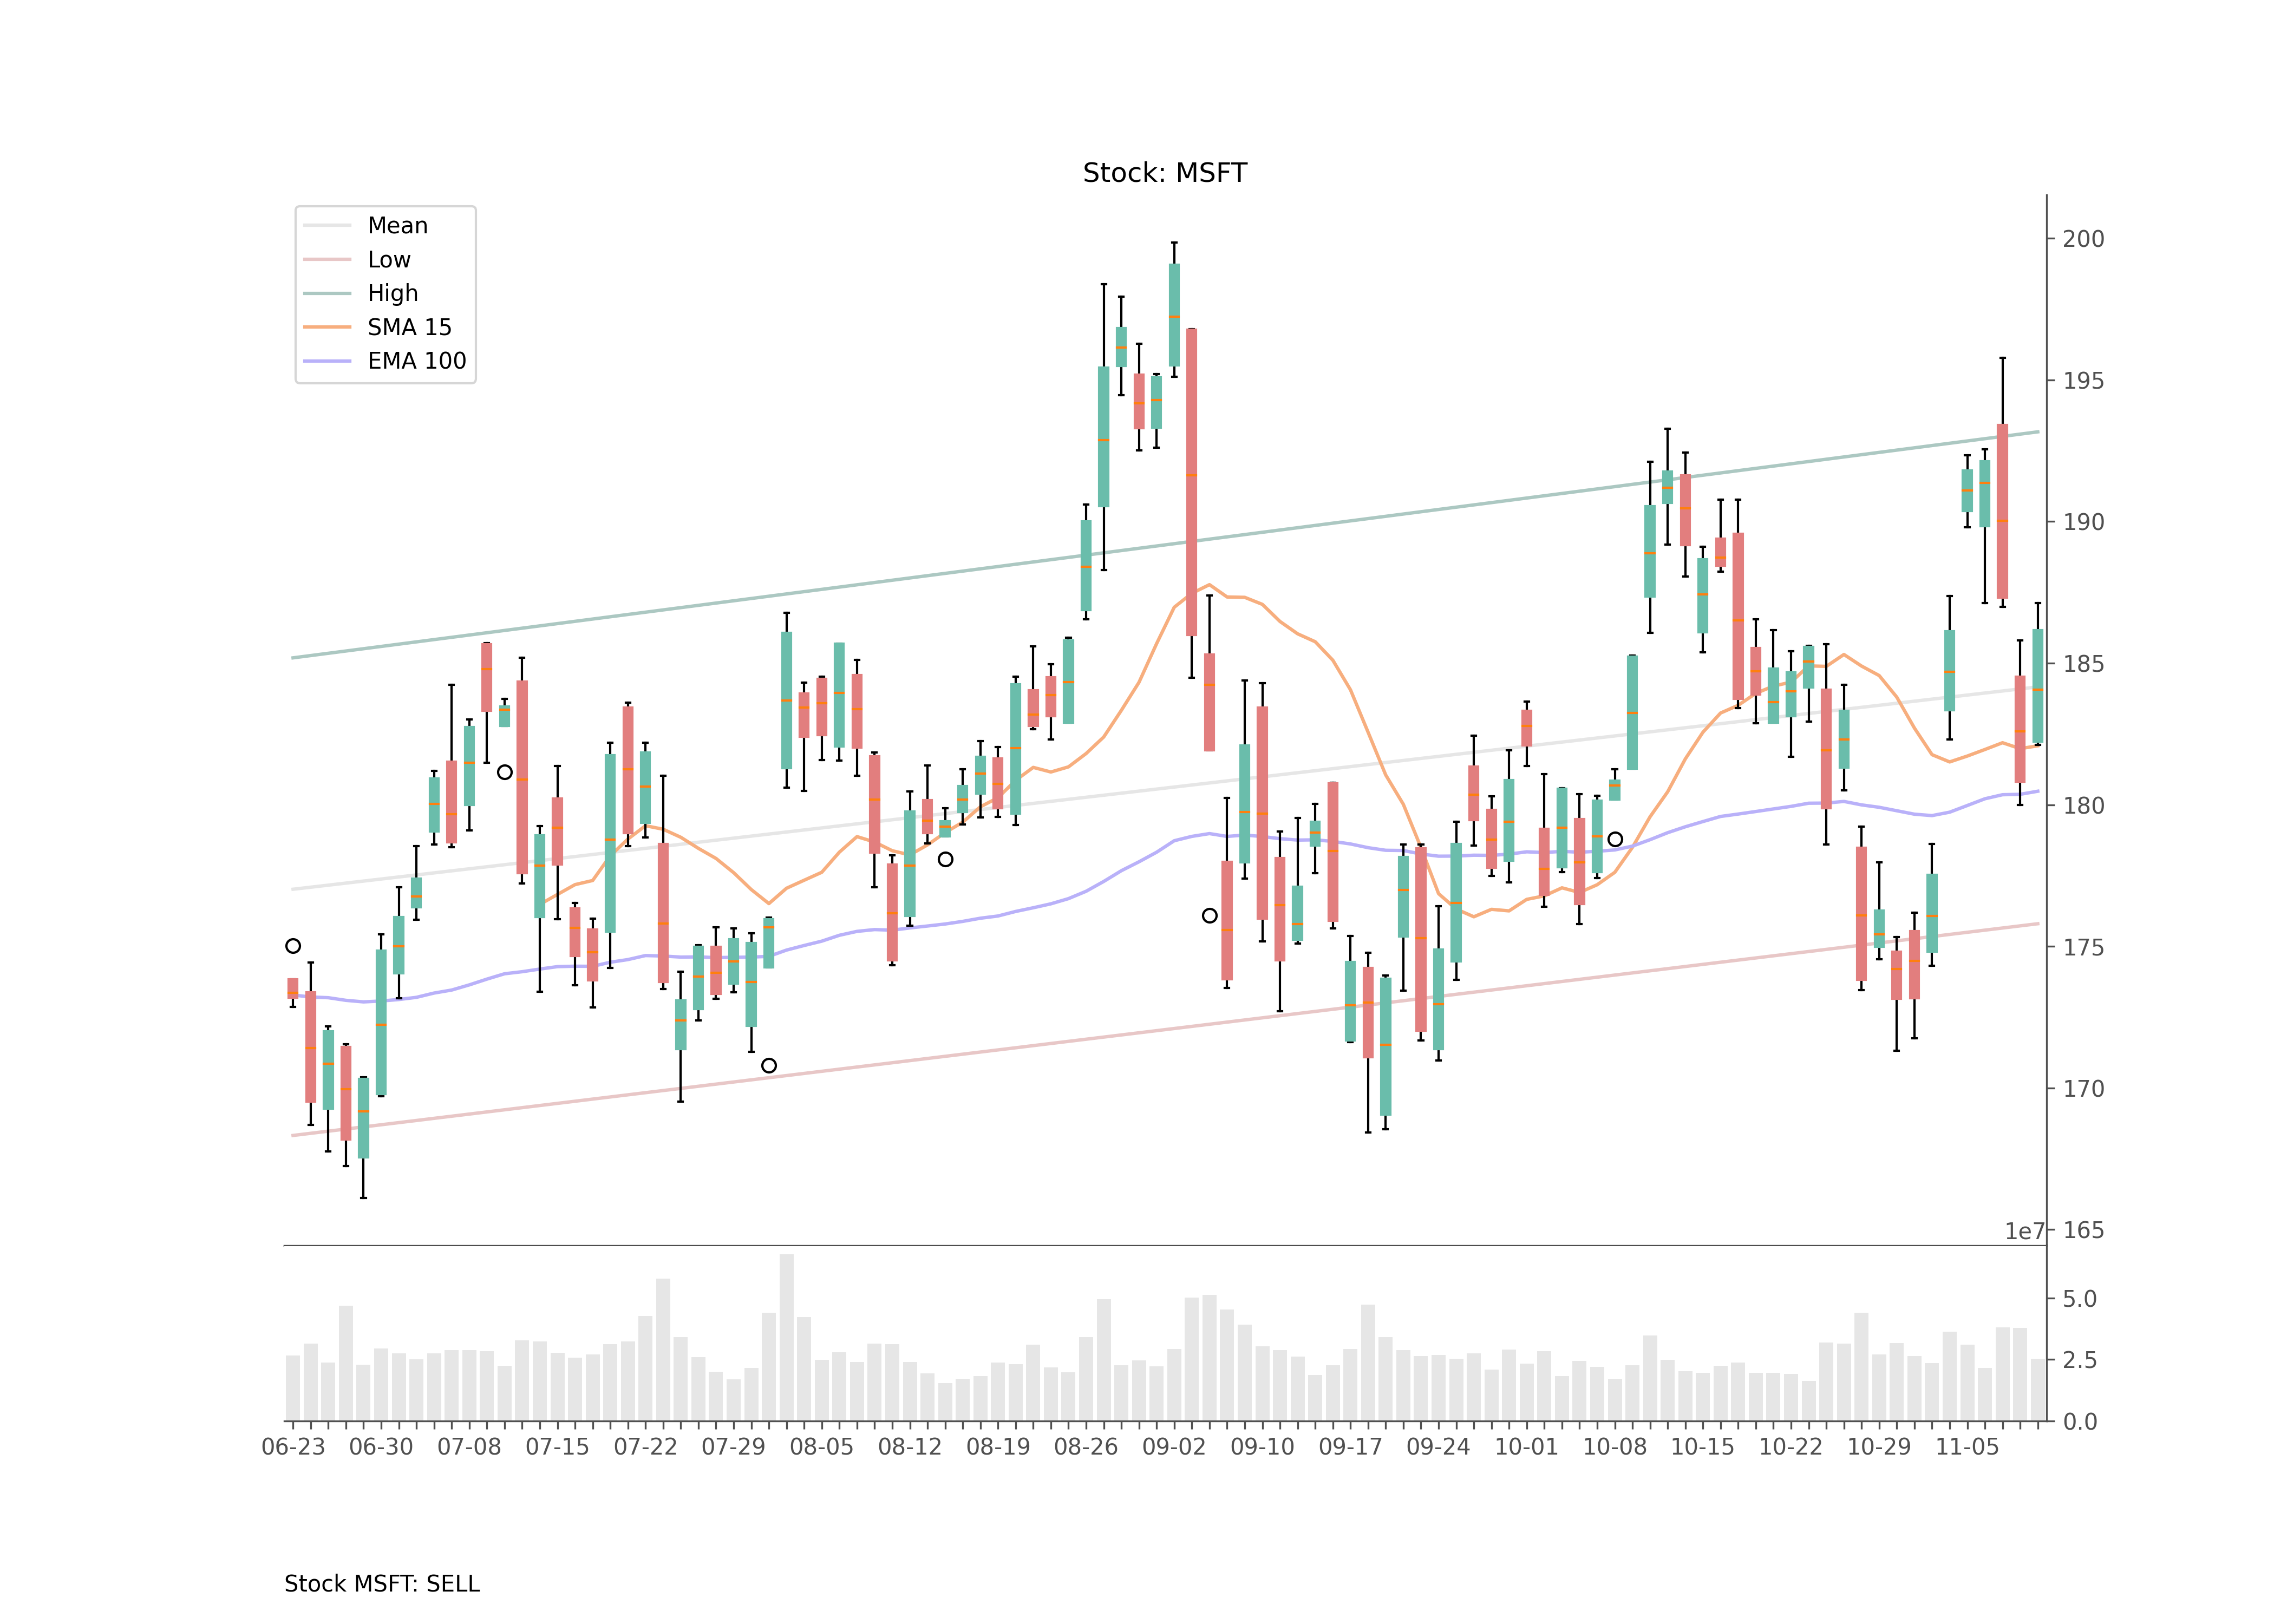 Stock: MSFT
Mean
Low
High
SMA 15
EMA 100
200
195
190
185
180
175
170
165
1e7
5.0
2.5
0.0
06-23 06-30 07-08 07-15 07-22 07-29 08-05 08-12 08-19 08-26 09-02 09-10 09-17 09-24 10-01 10-08 10-15 10-22 10-29 11-05
Stock MSFT: SELL